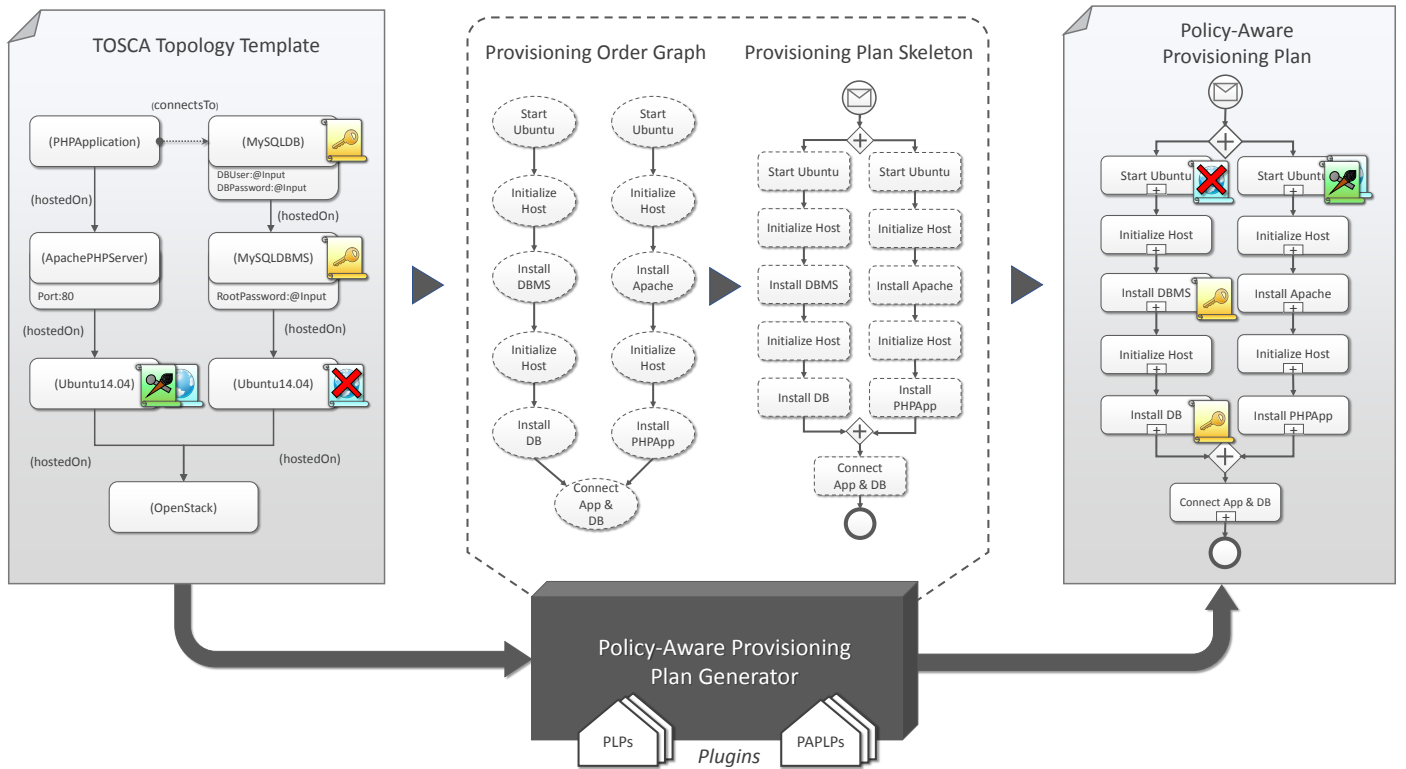 TOSCA Topology Template
(connectsTo)
(PHPApplication)
(MySQLDB)
DBUser:@Input
DBPassword:@Input
(hostedOn)
(hostedOn)
(ApachePHPServer)
Port:80
(MySQLDBMS)
RootPassword:@Input
(hostedOn)
(hostedOn)
(Ubuntu14.04)
(Ubuntu14.04)
(hostedOn)
(hostedOn)
(OpenStack)
Provisioning Order Graph
Start
Ubuntu
Initialize
Host
Install
DBMS
Initialize
Host
Install
DB
Start
Ubuntu
Initialize
Host
Install
Apache
Initialize
Host
Install
PHPApp
Connect
App &
DB
Provisioning Plan Skeleton
Start Ubuntu
Initialize Host
Install DBMS
Initialize Host
Install DB
Start Ubuntu
Initialize Host
Install Apache
Initialize Host
Install
PHPApp
Connect
App & DB
Policy-Aware
Provisioning Plan
Start Ubuntu
Initialize Host
Install DBMS
Initialize Host
Install DB
Start Ubuntu
Initialize Host
Install Apache
Initialize Host
Install PHPApp
Connect App & DB
Policy-Aware Provisioning
Plan Generator
PLPs
PAPLPs
Plugins